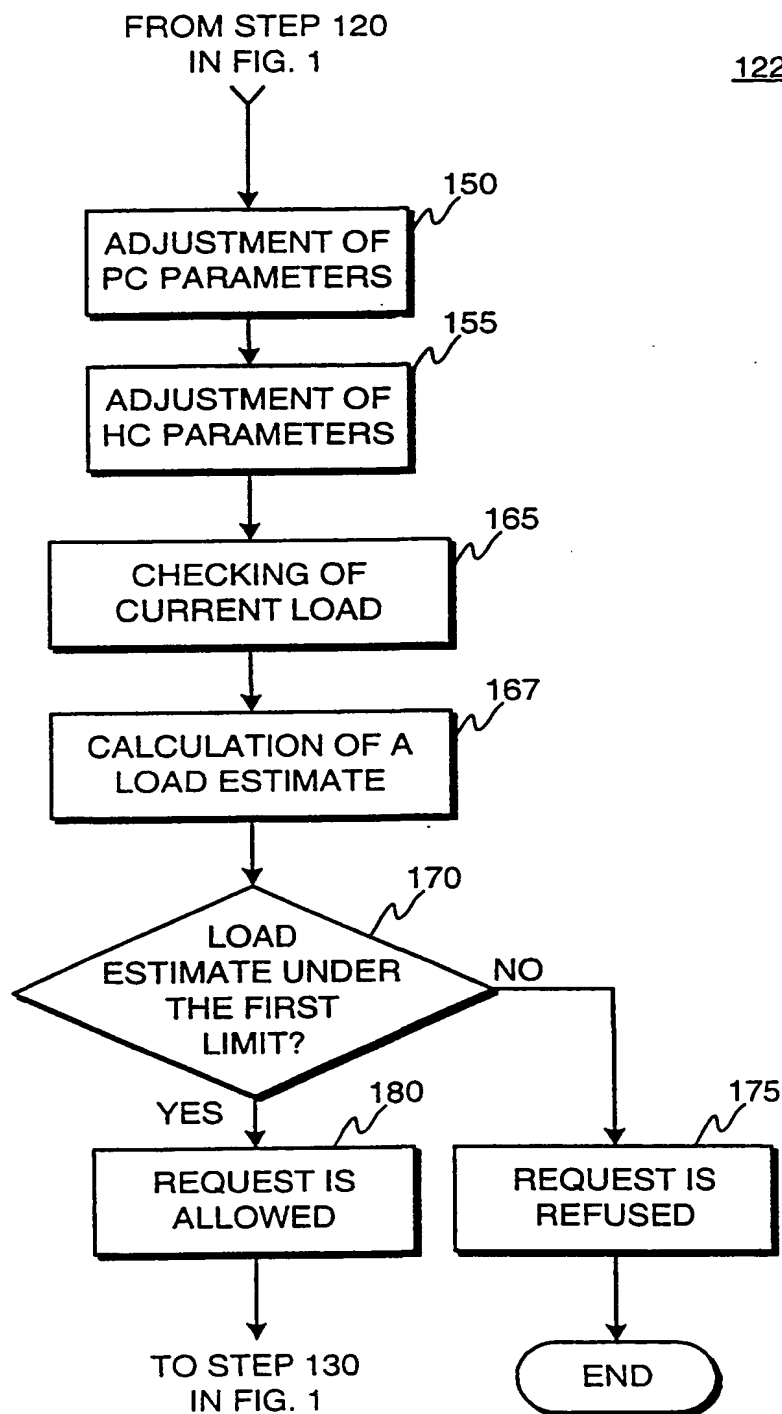 FROM STEP 120
IN FIG. 1
122
150
ADJUSTMENT OF
PC PARAMETERS
155
ADJUSTMENT OF
HC PARAMETERS
165
CHECKING OF
CURRENT LOAD
167
CALCULATION OF A
LOAD ESTIMATE
170
LOAD
ESTIMATE UNDER
THE FIRST
LIMIT?
NO
YES
180
175
REQUEST IS
ALLOWED
REQUEST IS
REFUSED
TO STEP 130
IN FIG. 1
END